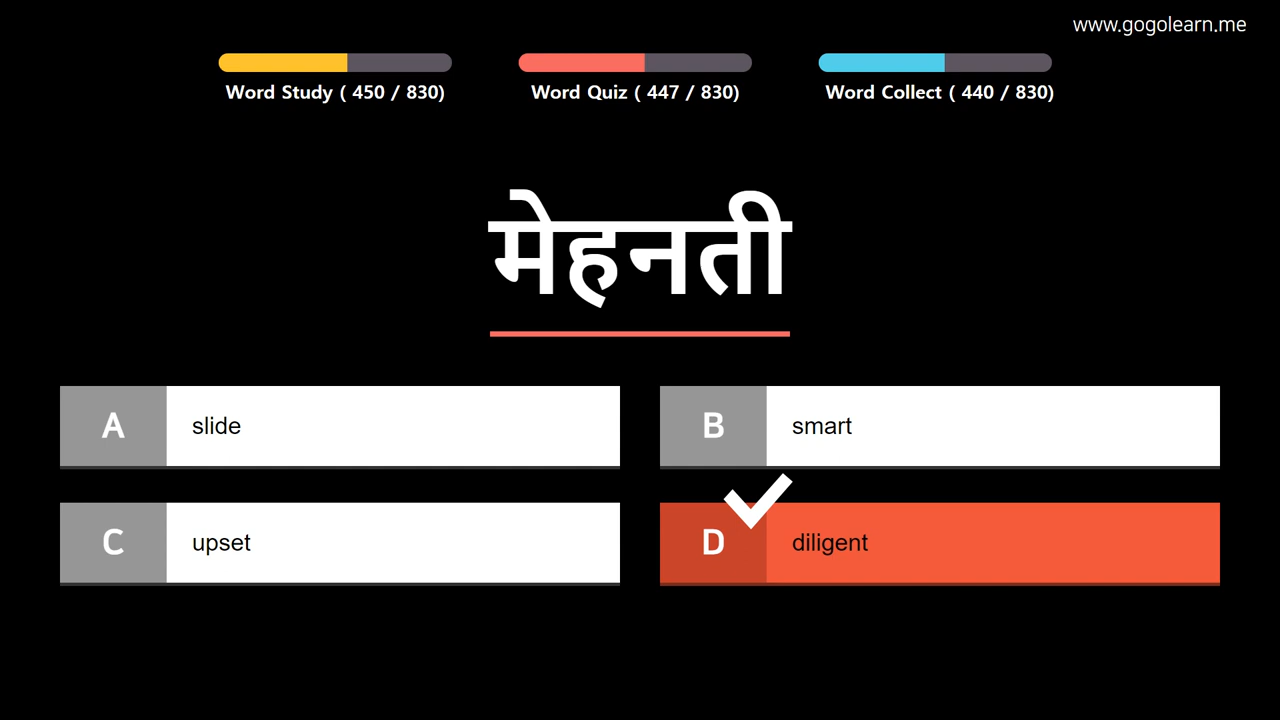 www.gogolearn.me
Word Study ( 450 / 830)
Word Quiz ( 447 / 830)
Word Collect ( 440 / 830)
मेहनती
A slide
B smart
C upset
D diligent